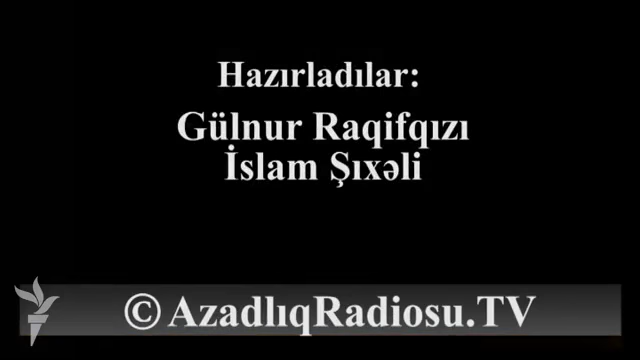 Hazırladılar:
Gülnur Raqifqızı
İslam Şıxəli
© AzadlıqRadiosu.TV